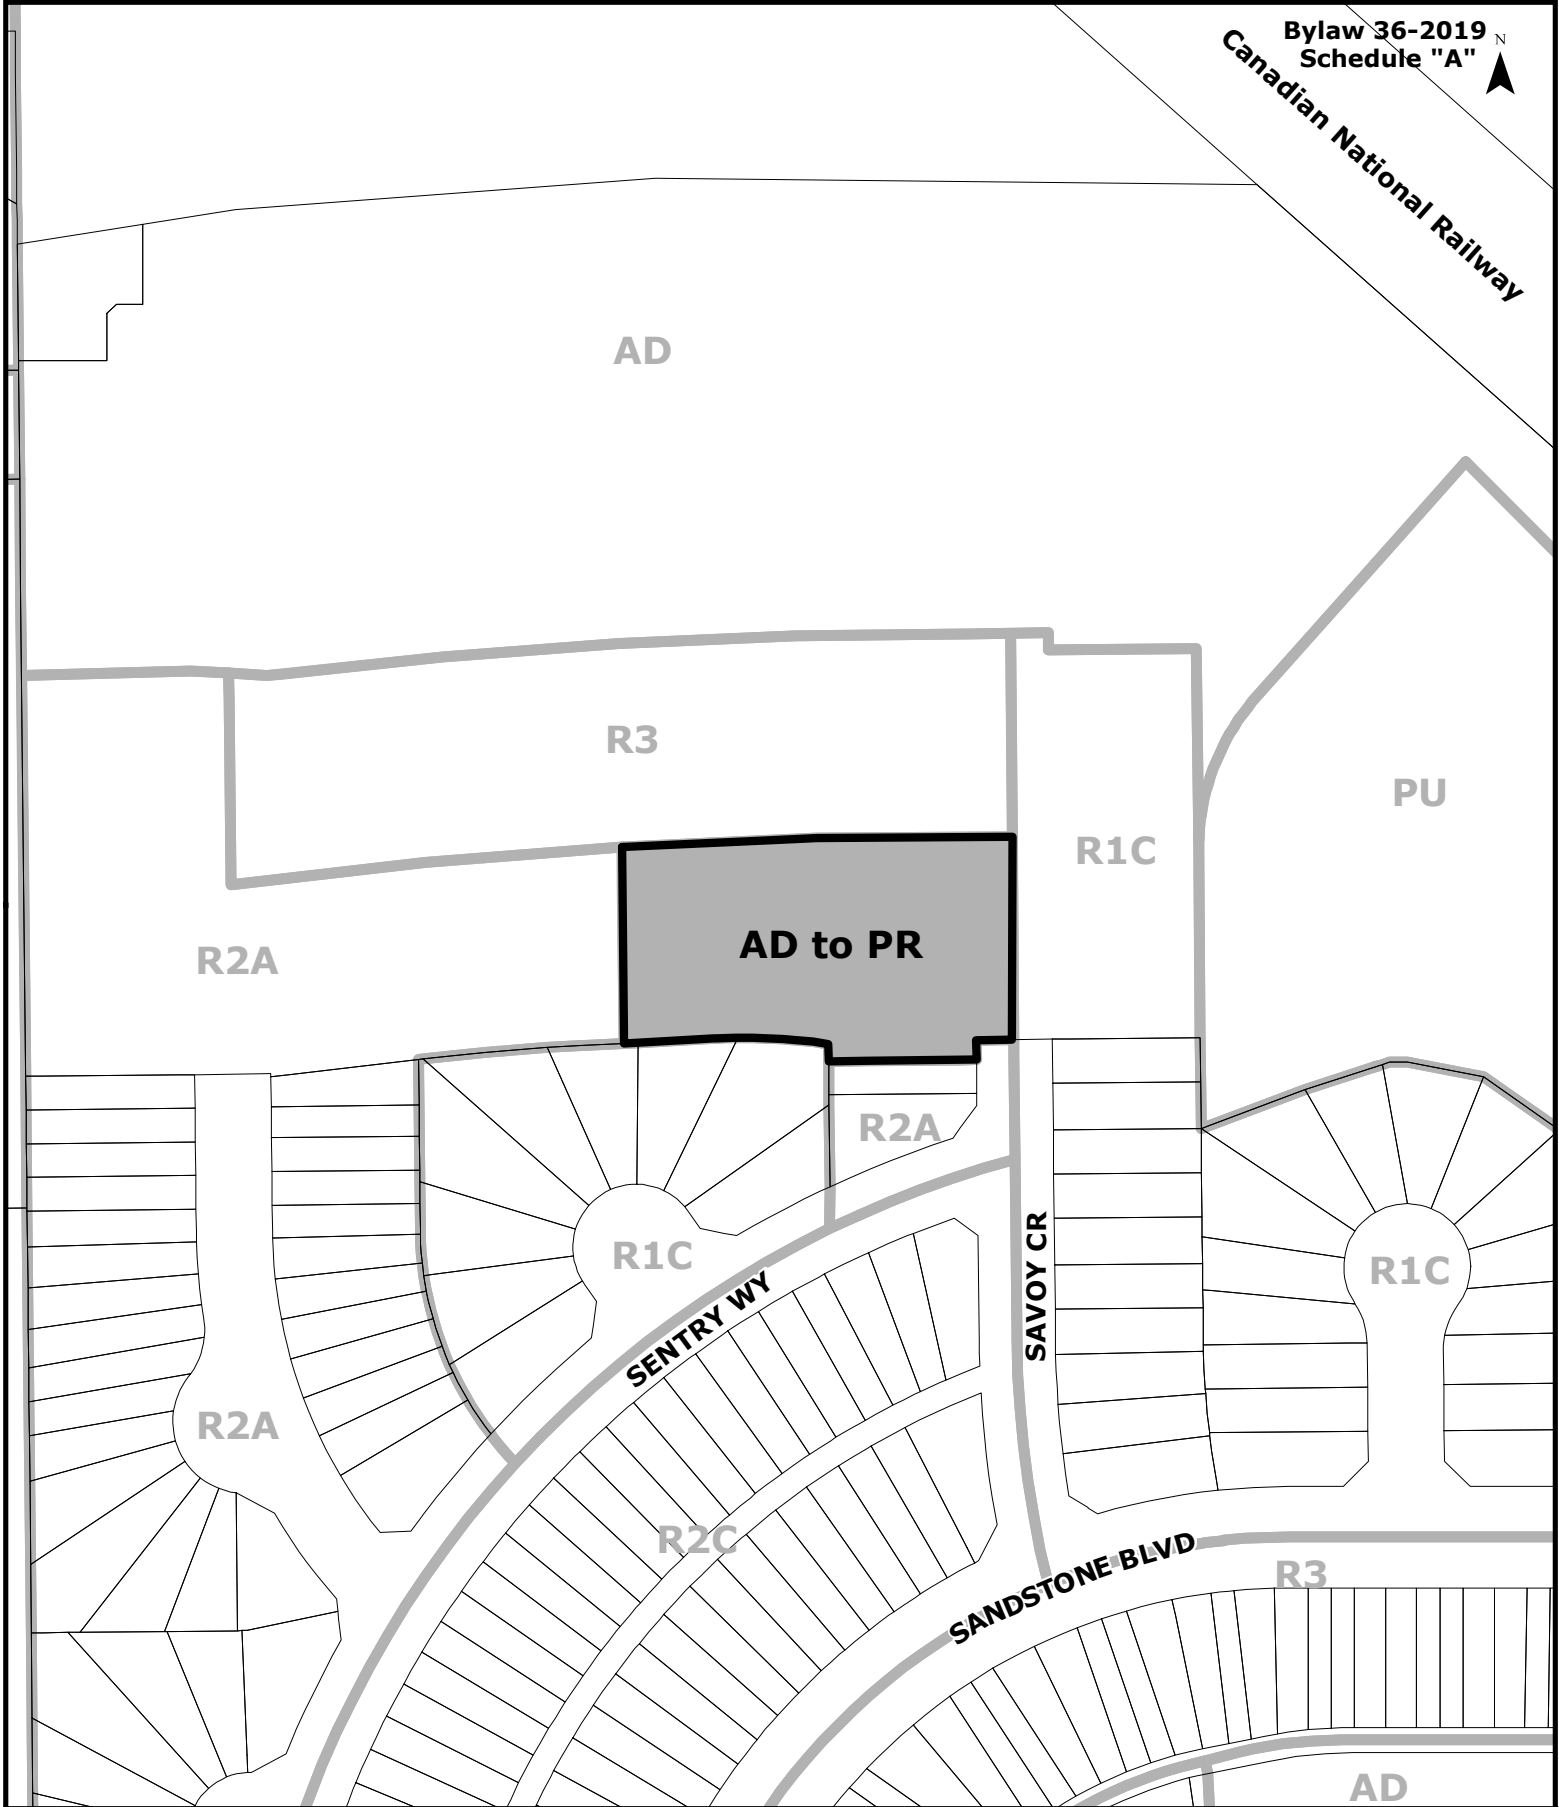 Bylaw 36-2019
Schedule "A"
N
Canadian National Railway
AD
R3
PU
R1C
AD to PR
R2A
R2A
R1C
SAVOY CR
R1C
SENTRY WY
R2A
R2C
SANDSTONE BLVD
R3
AD